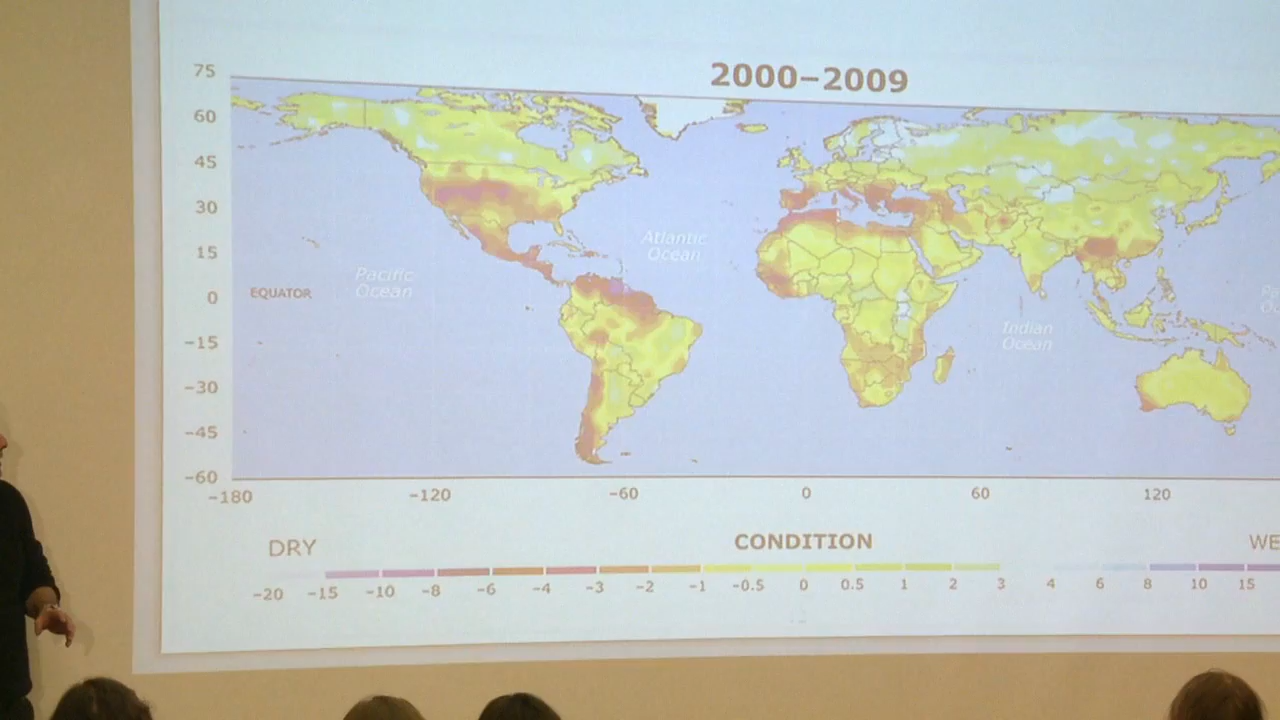 2000–2009
75
60
45
30
15
0
–15
–30
–45
–60
Atlantic
Ocean
Pacific
Ocean
EQUATOR
Indian
Ocean
–180 –120 –60 0 60 120
DRY CONDITION WE
–20 –15 –10 –8 –6 –4 –3 –2 –1 –0.5 0 0.5 1 2 3 4 6 8 10 15